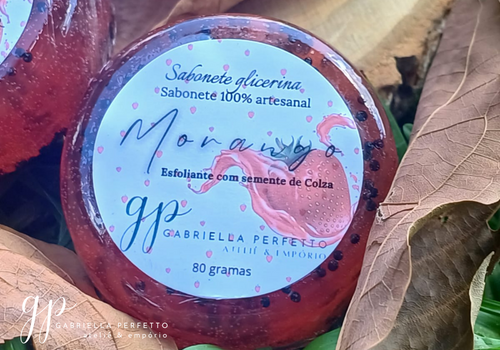 Sabonete glicerina
Sabonete 100% artesanal
Morango
Esfoliante com semente de Colza
gp
GABRIELLA PERFETTO
ATELIÊ & EMPÓRIO
80 gramas
gp
GABRIELLA PERFETTO
ateliê & empório